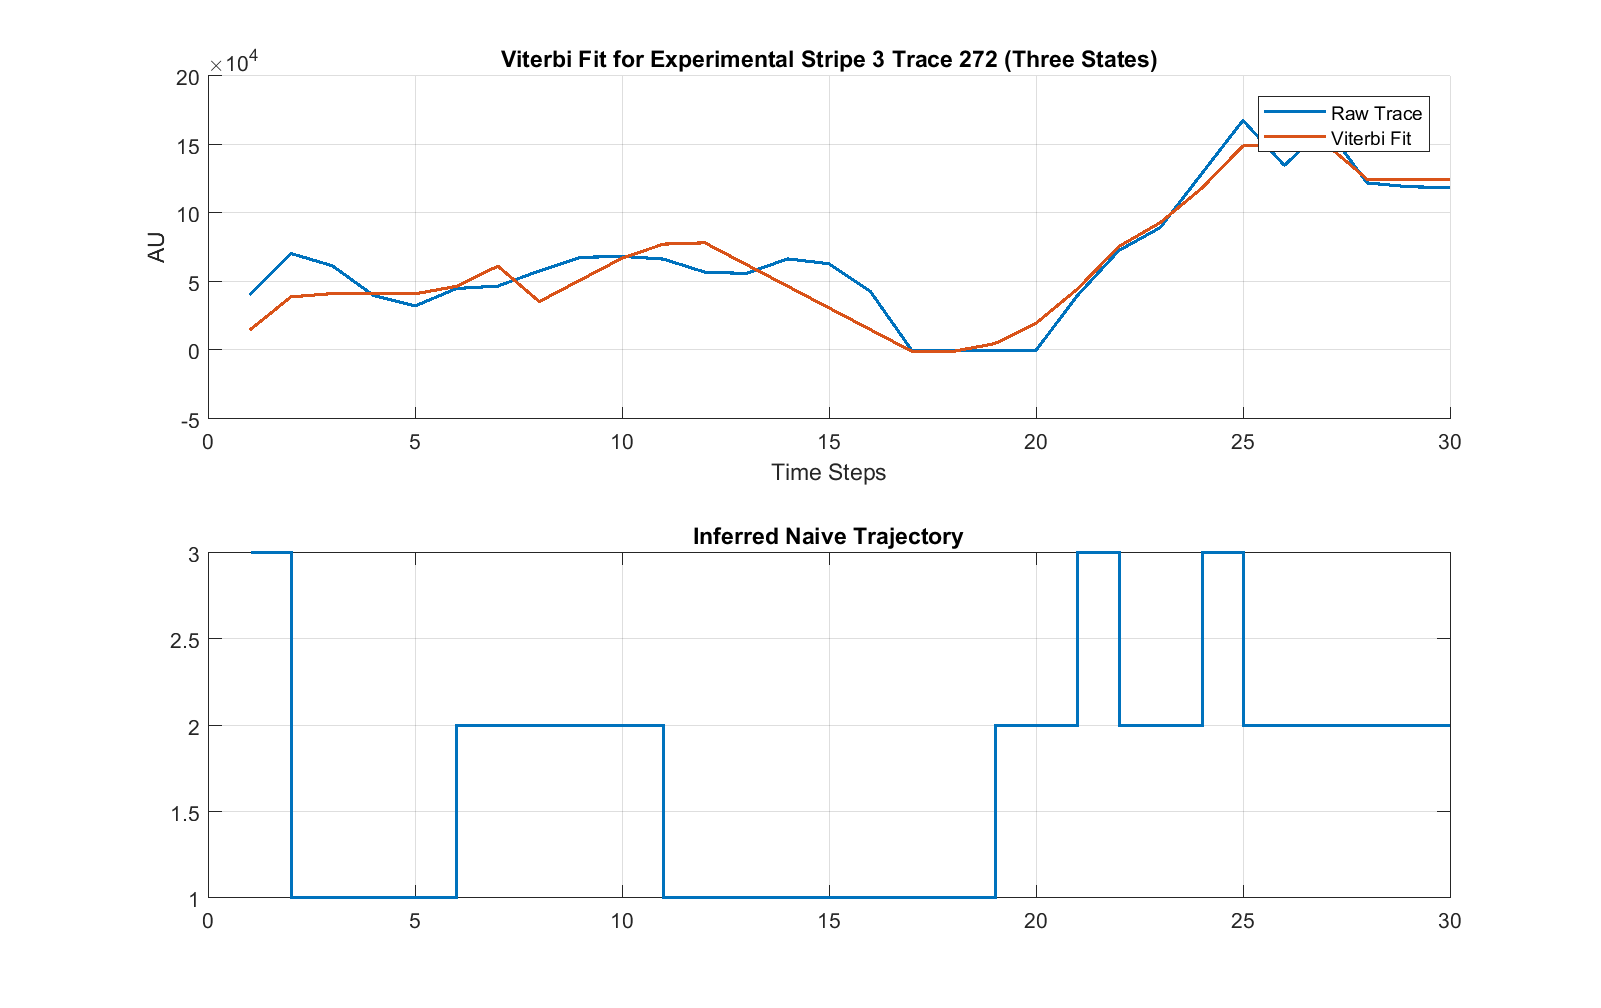 Viterbi Fit for Experimental Stripe 3 Trace 272 (Three States)
×10^4
20
15
10
5
0
-5
AU
Raw Trace
Viterbi Fit
0 5 10 15 20 25 30
Time Steps
Inferred Naive Trajectory
3
2.5
2
1.5
1
0 5 10 15 20 25 30